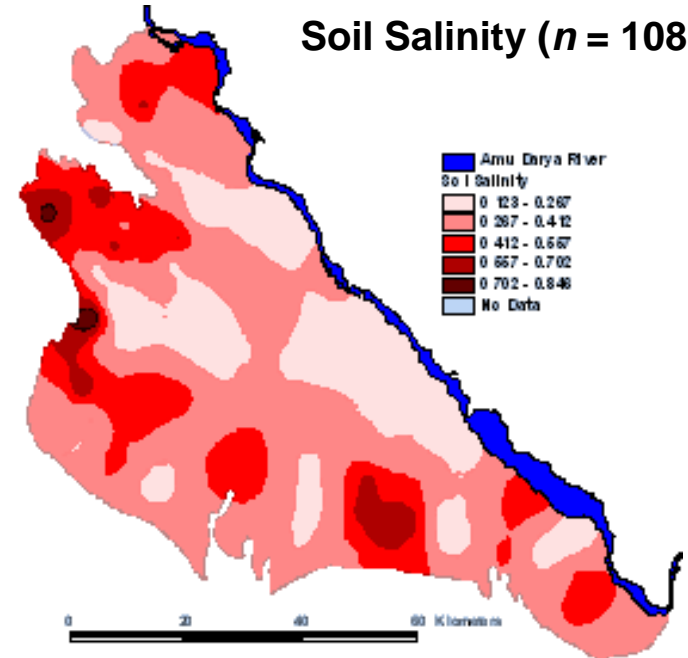 Soil Salinity (n = 108
Amu Darya River
Soil Salinity
0.123 - 0.267
0.267 - 0.412
0.412 - 0.557
0.557 - 0.702
0.702 - 0.846
No Data
0 20 40 60 Kilometers